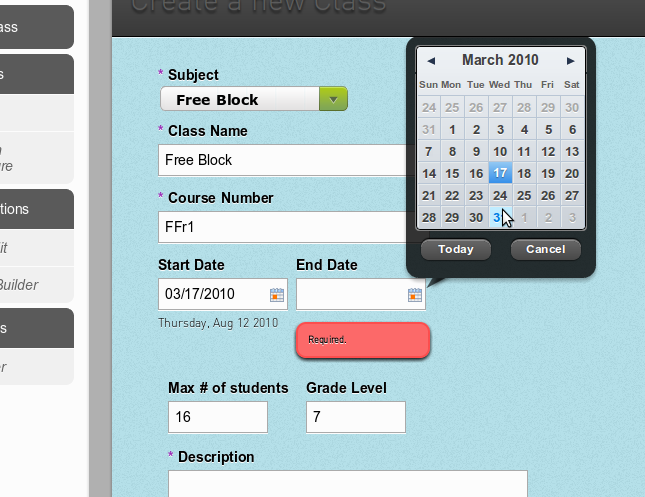 Create a new Class
ass
s
ure
tions
it
Builder
s
er
* Subject
Free Block
* Class Name
Free Block
* Course Number
FFr1
Start Date End Date
03/17/2010
Thursday, Aug 12 2010
Required.
Max # of students Grade Level
16 7
* Description
March 2010
Sun Mon Tue Wed Thu Fri Sat
24 25 26 27 28 29 30
31 1 2 3 4 5 6
7 8 9 10 11 12 13
14 15 16 17 18 19 20
21 22 23 24 25 26 27
28 29 30 3 1 2 3
Today Cancel